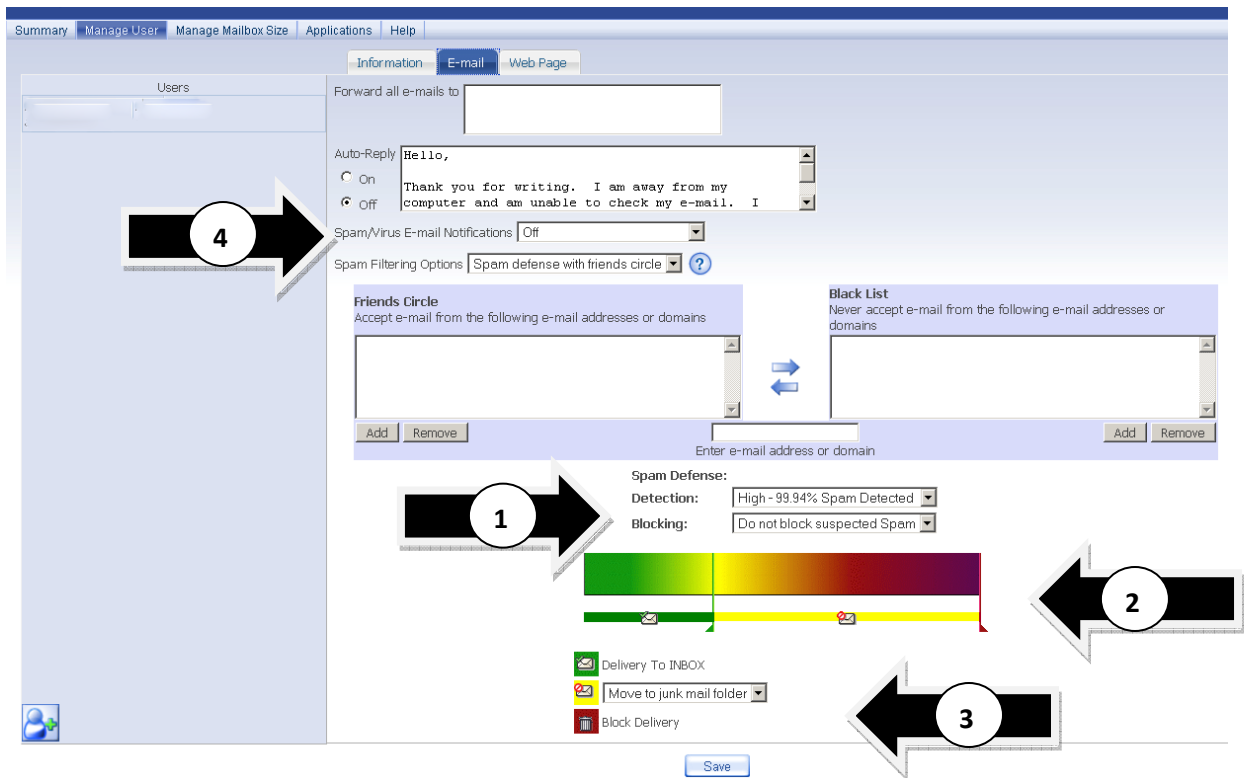 Summary Manage User Manage Mailbox Size Applications Help
Information E-mail Web Page
Users
Forward all e-mails to
Auto-Reply
On
Off
Hello,
Thank you for writing. I am away from my
computer and am unable to check my e-mail. I
4
Spam/Virus E-mail Notifications Off
Spam Filtering Options Spam defense with friends circle ?
Friends Circle
Accept e-mail from the following e-mail addresses or domains
Black List
Never accept e-mail from the following e-mail addresses or
domains
Add Remove
Enter e-mail address or domain
Add Remove
1
Spam Defense:
Detection: High - 99.94% Spam Detected
Blocking: Do not block suspected Spam
2
Delivery To INBOX
Move to junk mail folder
Block Delivery
3
Save